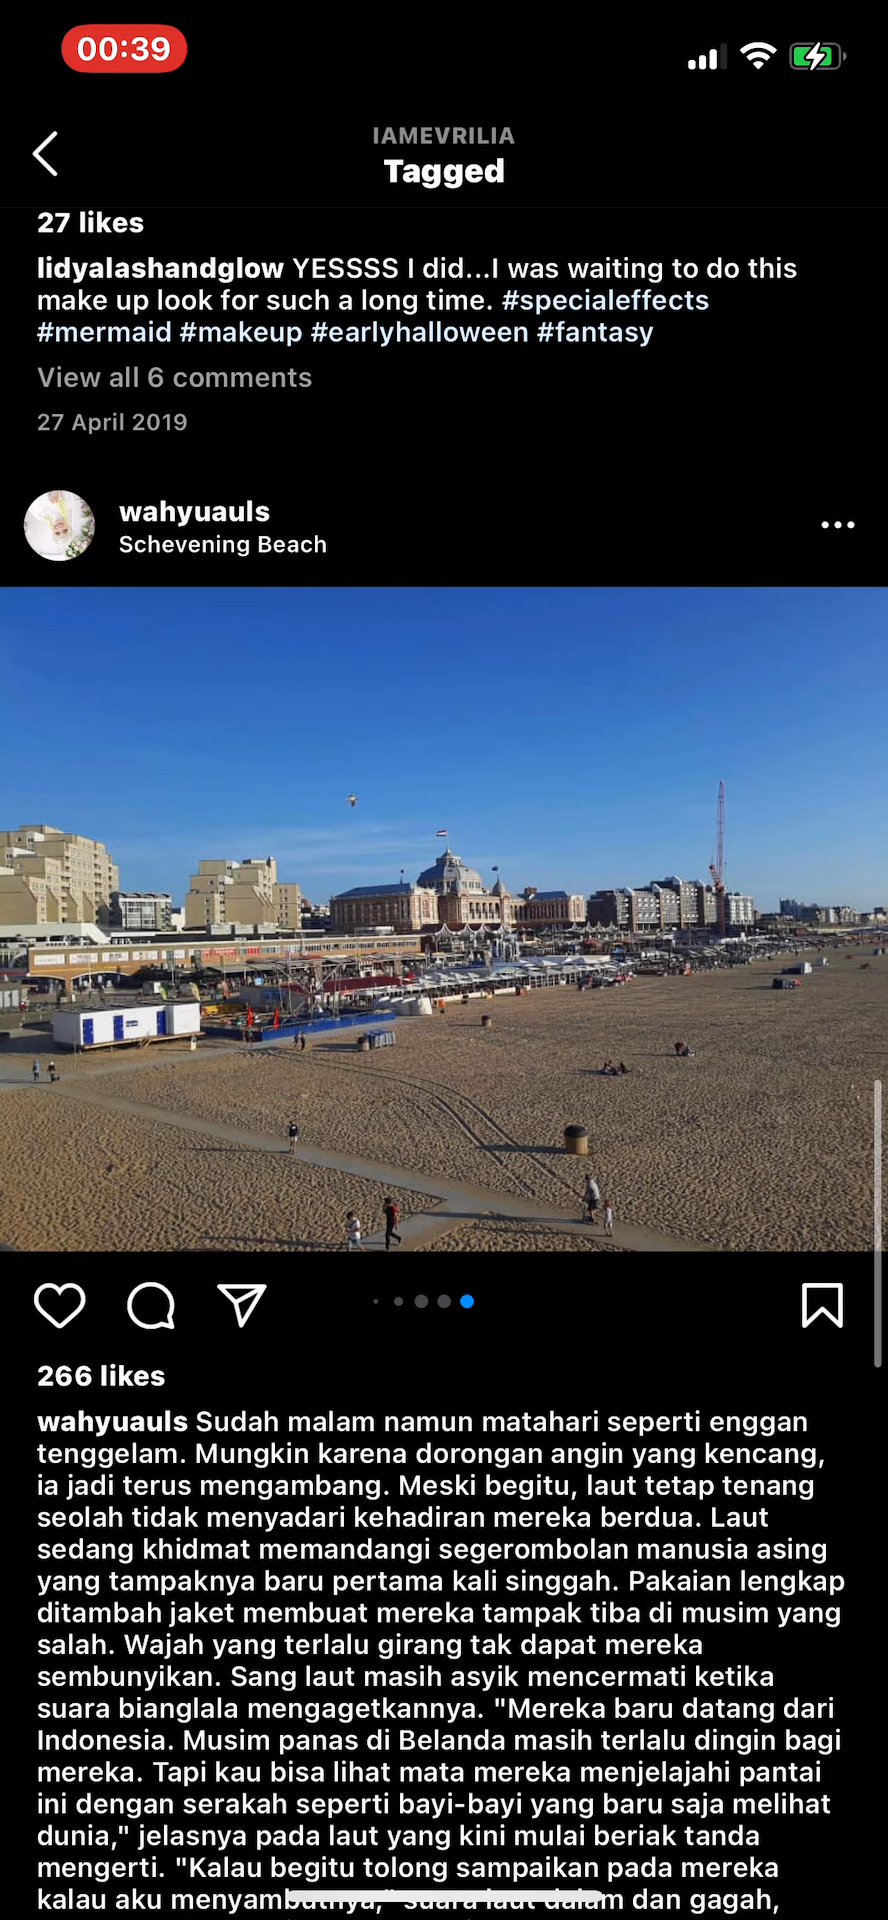 00:39
IAMEVRILIA
Tagged
27 likes
lidyalashandglow YESSSS I did...I was waiting to do this
make up look for such a long time. #specialeffects
#mermaid #makeup #earlyhalloween #fantasy
View all 6 comments
27 April 2019
wahyuauls
Schevening Beach
266 likes
wahyuauls Sudah malam namun matahari seperti enggan
tenggelam. Mungkin karena dorongan angin yang kencang,
ia jadi terus mengambang. Meski begitu, laut tetap tenang
seolah tidak menyadari kehadiran mereka berdua. Laut
sedang khidmat memandangi segerombolan manusia asing
yang tampaknya baru pertama kali singgah. Pakaian lengkap
ditambah jaket membuat mereka tampak tiba di musim yang
salah. Wajah yang terlalu girang tak dapat mereka
sembunyikan. Sang laut masih asyik mencermati ketika
suara bianglala mengagetkannya. "Mereka baru datang dari
Indonesia. Musim panas di Belanda masih terlalu dingin bagi
mereka. Tapi kau bisa lihat mata mereka menjelajahi pantai
ini dengan serakah seperti bayi-bayi yang baru saja melihat
dunia," jelasnya pada laut yang kini mulai beriak tanda
mengerti. "Kalau begitu tolong sampaikan pada mereka
kalau aku menyambutnya," suara laut dalam dan gagah,